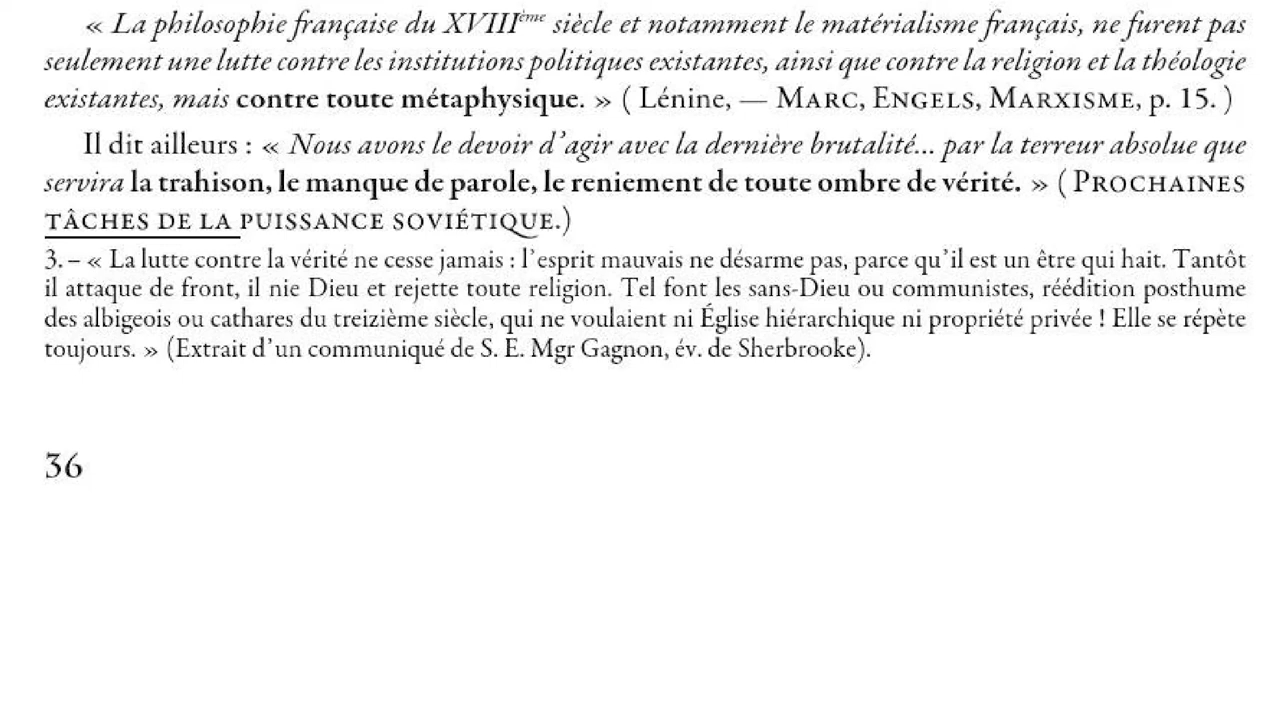 « La philosophie française du XVIIIème siècle et notamment le matérialisme français, ne furent pas
seulement une lutte contre les institutions politiques existantes, ainsi que contre la religion et la théologie
existantes, mais contre toute métaphysique. » ( Lénine, — MARC, ENGELS, MARXISME, p. 15. )
Il dit ailleurs : « Nous avons le devoir d’agir avec la dernière brutalité... par la terreur absolue que
servira la trahison, le manque de parole, le reniement de toute ombre de vérité. » ( PROCHAINES
TÂCHES DE LA PUISSANCE SOVIÉTIQUE.)
3. – « La lutte contre la vérité ne cesse jamais : l’esprit mauvais ne désarme pas, parce qu’il est un être qui hait. Tantôt
il attaque de front, il nie Dieu et rejette toute religion. Tel font les sans-Dieu ou communistes, réédition posthume
des albigeois ou cathares du treizième siècle, qui ne voulaient ni Église hiérarchique ni propriété privée ! Elle se répète
toujours. » (Extrait d’un communiqué de S. E. Mgr Gagnon, év. de Sherbrooke).
36